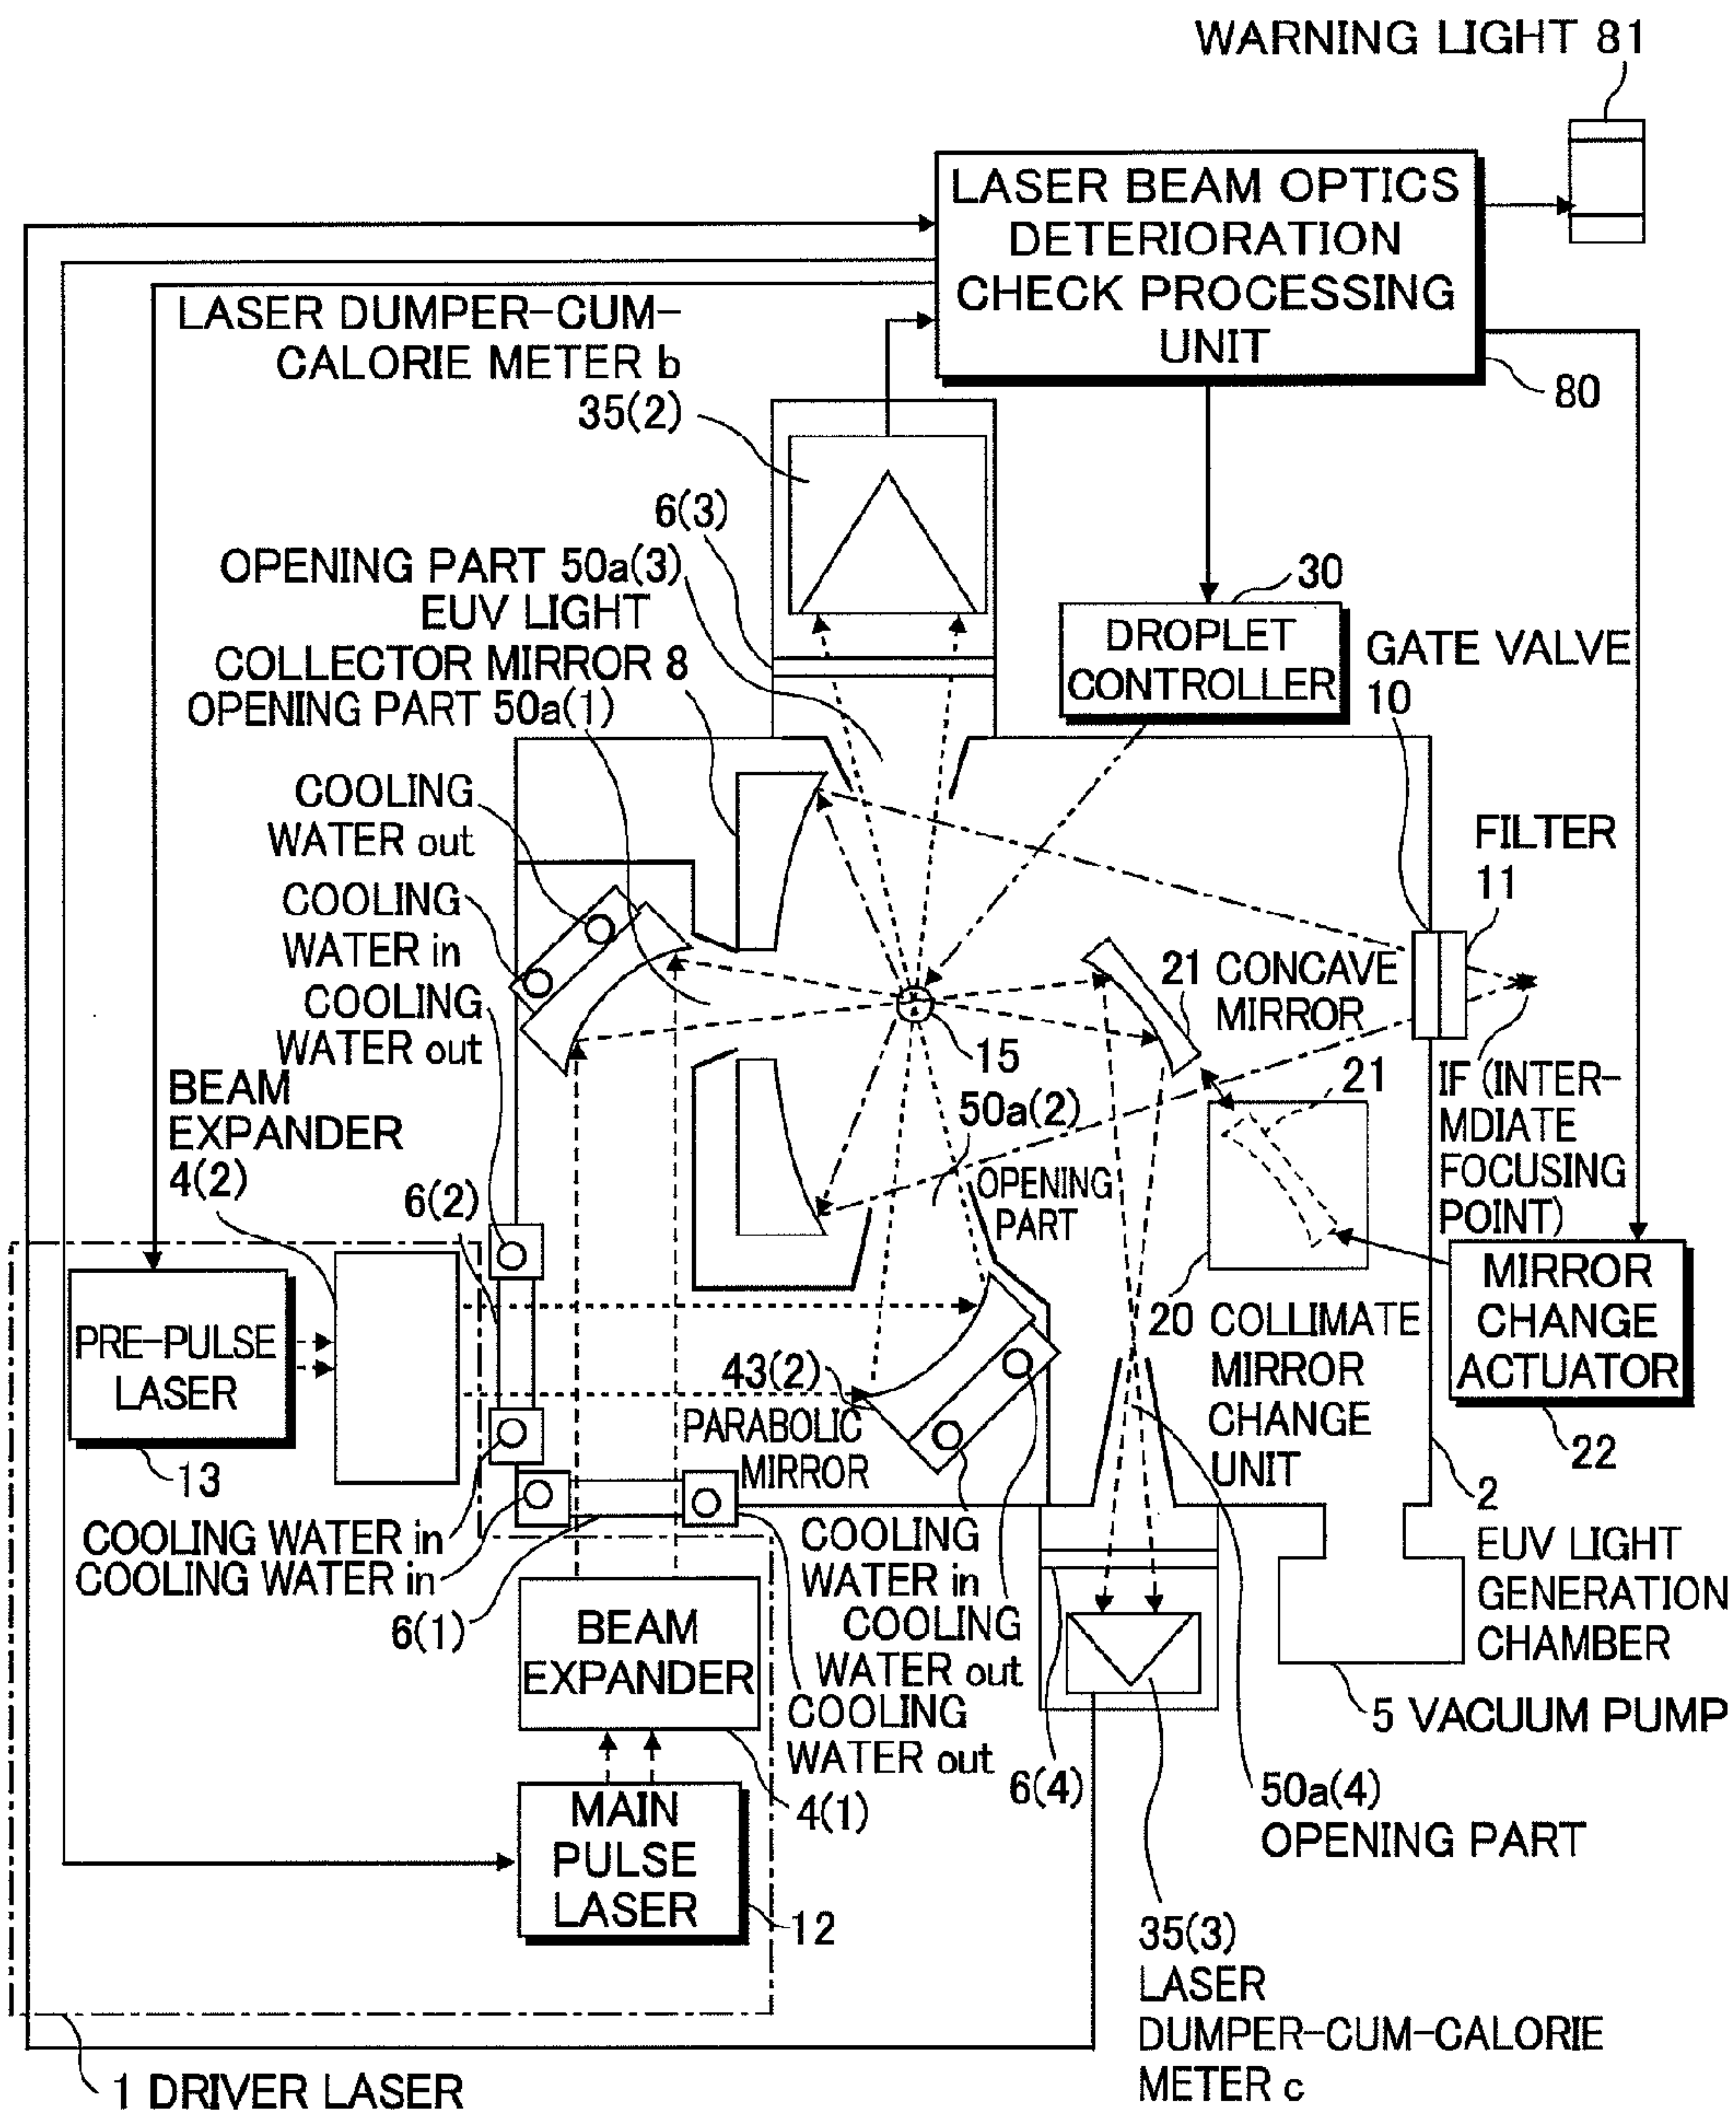 WARNING LIGHT 81
LASER BEAM OPTICS
DETERIORATION
CHECK PROCESSING
UNIT
80
LASER DUMPER-CUM-
CALORIE METER b
35(2)
6(3)
OPENING PART 50a(3)
EUV LIGHT
COLLECTOR MIRROR 8
OPENING PART 50a(1)
30
DROPLET
CONTROLLER
GATE VALVE
10
COOLING
WATER out
COOLING
WATER in
COOLING
WATER out
FILTER
11
21 CONCAVE
MIRROR
15
21
IF (INTER-
MDIATE
FOCUSING
POINT)
BEAM
EXPANDER
4(2)
6(2)
50a(2)
OPENING
PART
PRE-PULSE
LASER
13
43(2)
PARABOLIC
MIRROR
20 COLLIMATE
MIRROR
CHANGE
UNIT
MIRROR
CHANGE
ACTUATOR
22
2
EUV LIGHT
GENERATION
CHAMBER
COOLING WATER in
COOLING WATER in
6(1)
COOLING
WATER in
COOLING
WATER out
COOLING
WATER out
BEAM
EXPANDER
4(1)
5 VACUUM PUMP
6(4)
50a(4)
OPENING PART
MAIN
PULSE
LASER
12
35(3)
LASER
DUMPER-CUM-CALORIE
METER c
1 DRIVER LASER